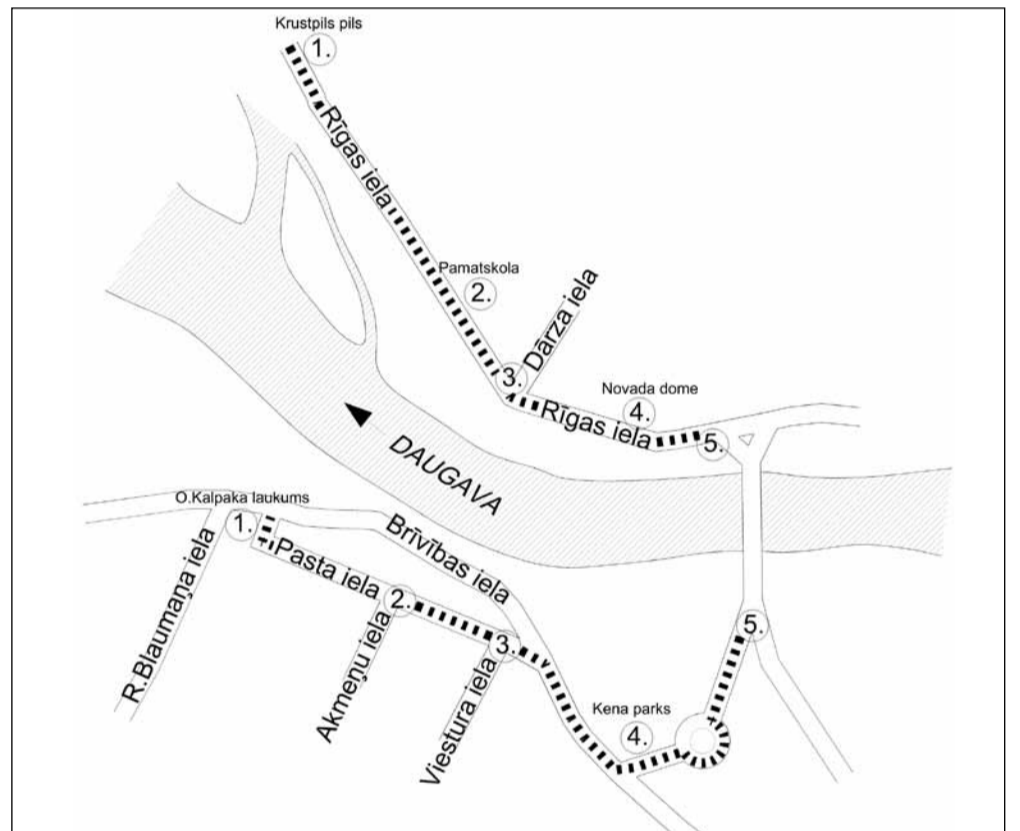 Krustpils pils
1.
Rīgas iela
Pamatskola
2.
Dārza iela
3.
Novada dome
4.
Rīgas iela
5.
DAUGAVA
O.Kalpaka laukums
1.
Brīvības iela
Pasta iela
R.Blaumaņa iela
2.
Akmeņu iela
3.
Viestura iela
5.
Kena parks
4.